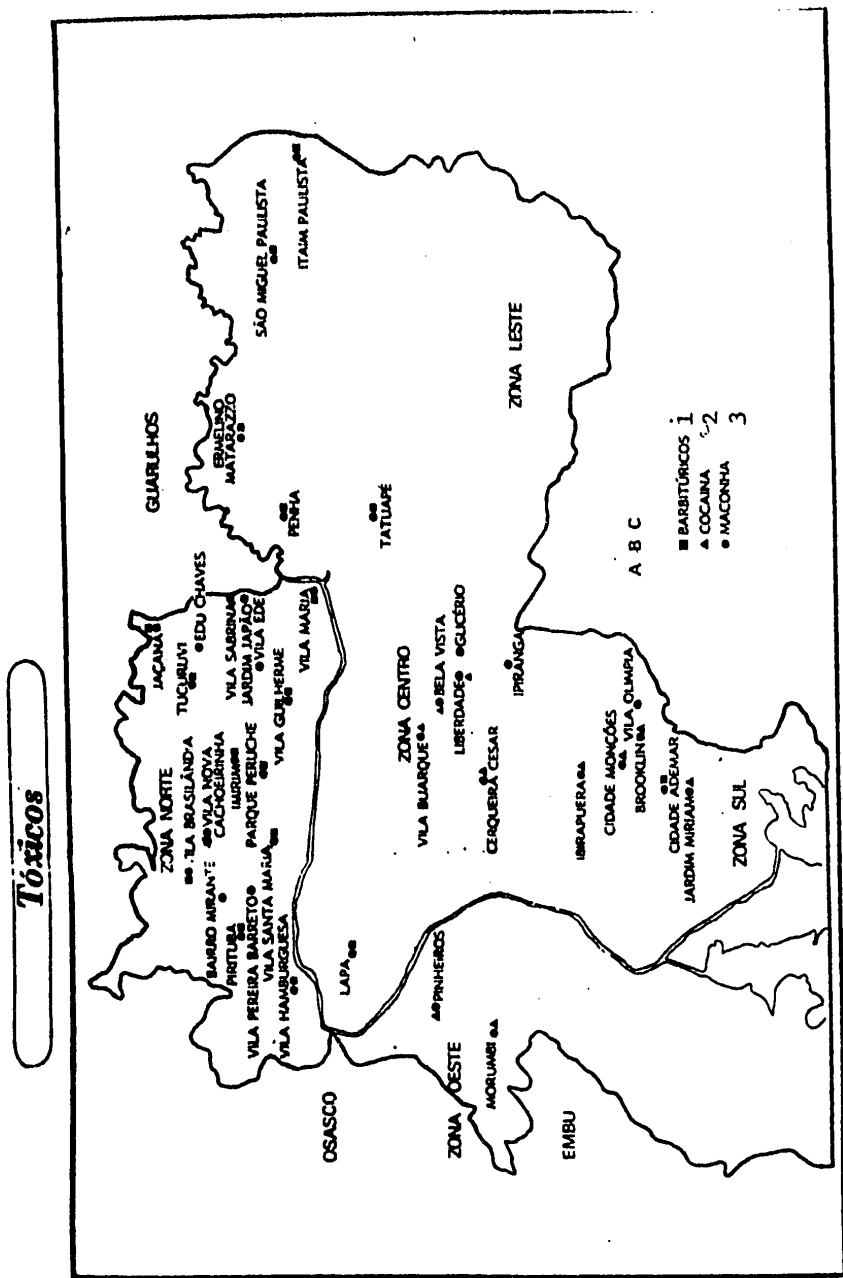 Tóxicos
GUARULHOS
ZONA NORTE
JAÇANÃ
TUCURUVI
EDU CHAVES
VILA BRASILÂNDIA
VILA NOVA
CACHOEIRINHA
BAIRRO MIRANTE
PIRITUBA
IMIRIM
VILA SABRINA
JARDIM JAPÃO
VILA EDE
PARQUE PERUCHE
VILA PEREIRA BARRETO
VILA SANTA MARIA
VILA HAMBURGUESA
VILA GUILHERME
VILA MARIA
ERMELINO
MATARAZZO
SÃO MIGUEL PAULISTA
ITAIM PAULISTA
PENHA
OSASCO
LAPA
TATUAPÉ
ZONA CENTRO
VILA BUARQUE
BELA VISTA
LIBERDADE
GLICÉRIO
PINHEIROS
ZONA OESTE
MORUMBI
CERQUEIRA CESAR
IPIRANGA
ZONA LESTE
EMBU
IBIRAPUERA
CIDADE MONÇÕES
VILA OLIMPIA
BROOKLIN
A B C
CIDADE ADEMAR
JARDIM MIRIAM
ZONA SUL
■ BARBITÚRICOS 1
▲ COCAINA 2
● MACONHA 3